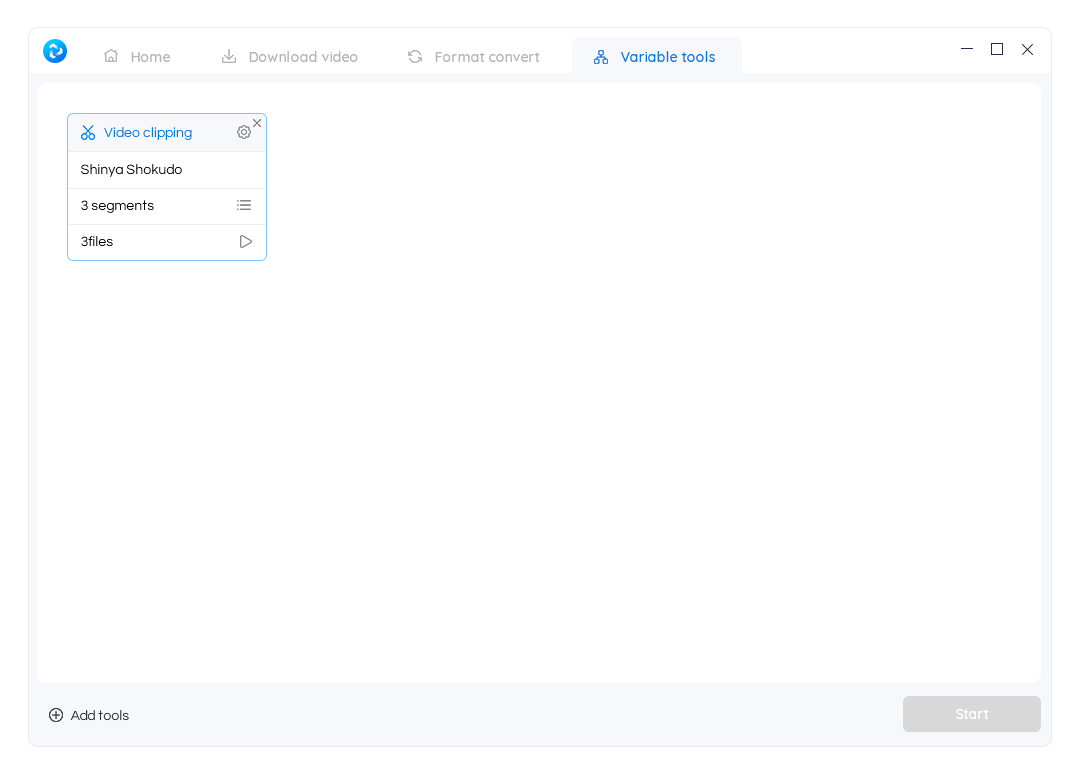 Home
Download video
Format convert
Variable tools
Video clipping
Shinya Shokudo
3 segments
3files
Add tools
Start